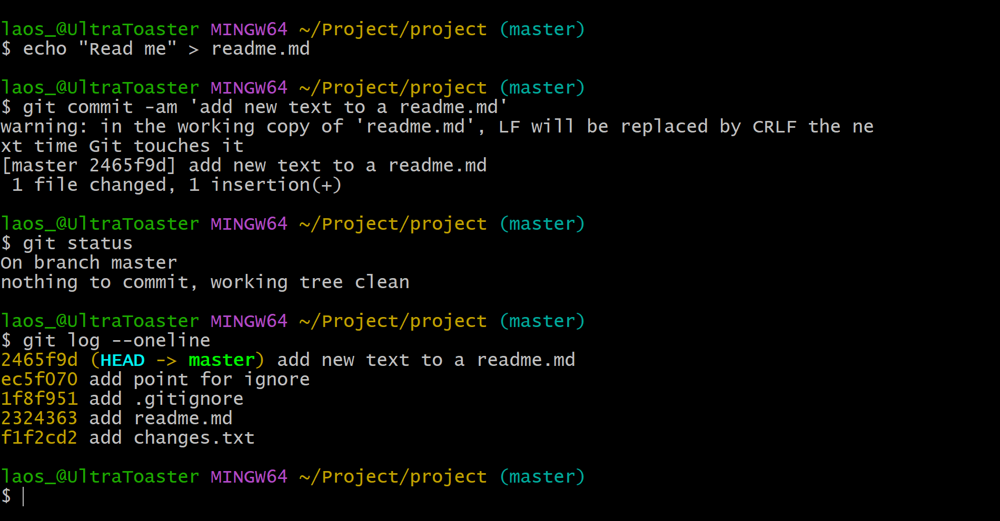 laos_@UltraToaster MINGW64 ~/Project/project (master)
$ echo "Read me" > readme.md
laos_@UltraToaster MINGW64 ~/Project/project (master)
$ git commit -am 'add new text to a readme.md'
warning: in the working copy of 'readme.md', LF will be replaced by CRLF the ne
xt time Git touches it
[master 2465f9d] add new text to a readme.md
 1 file changed, 1 insertion(+)
laos_@UltraToaster MINGW64 ~/Project/project (master)
$ git status
On branch master
nothing to commit, working tree clean
laos_@UltraToaster MINGW64 ~/Project/project (master)
$ git log --oneline
2465f9d (HEAD -> master) add new text to a readme.md
ec5f070 add point for ignore
1f8f951 add .gitignore
2324363 add readme.md
f1f2cd2 add changes.txt
laos_@UltraToaster MINGW64 ~/Project/project (master)
$